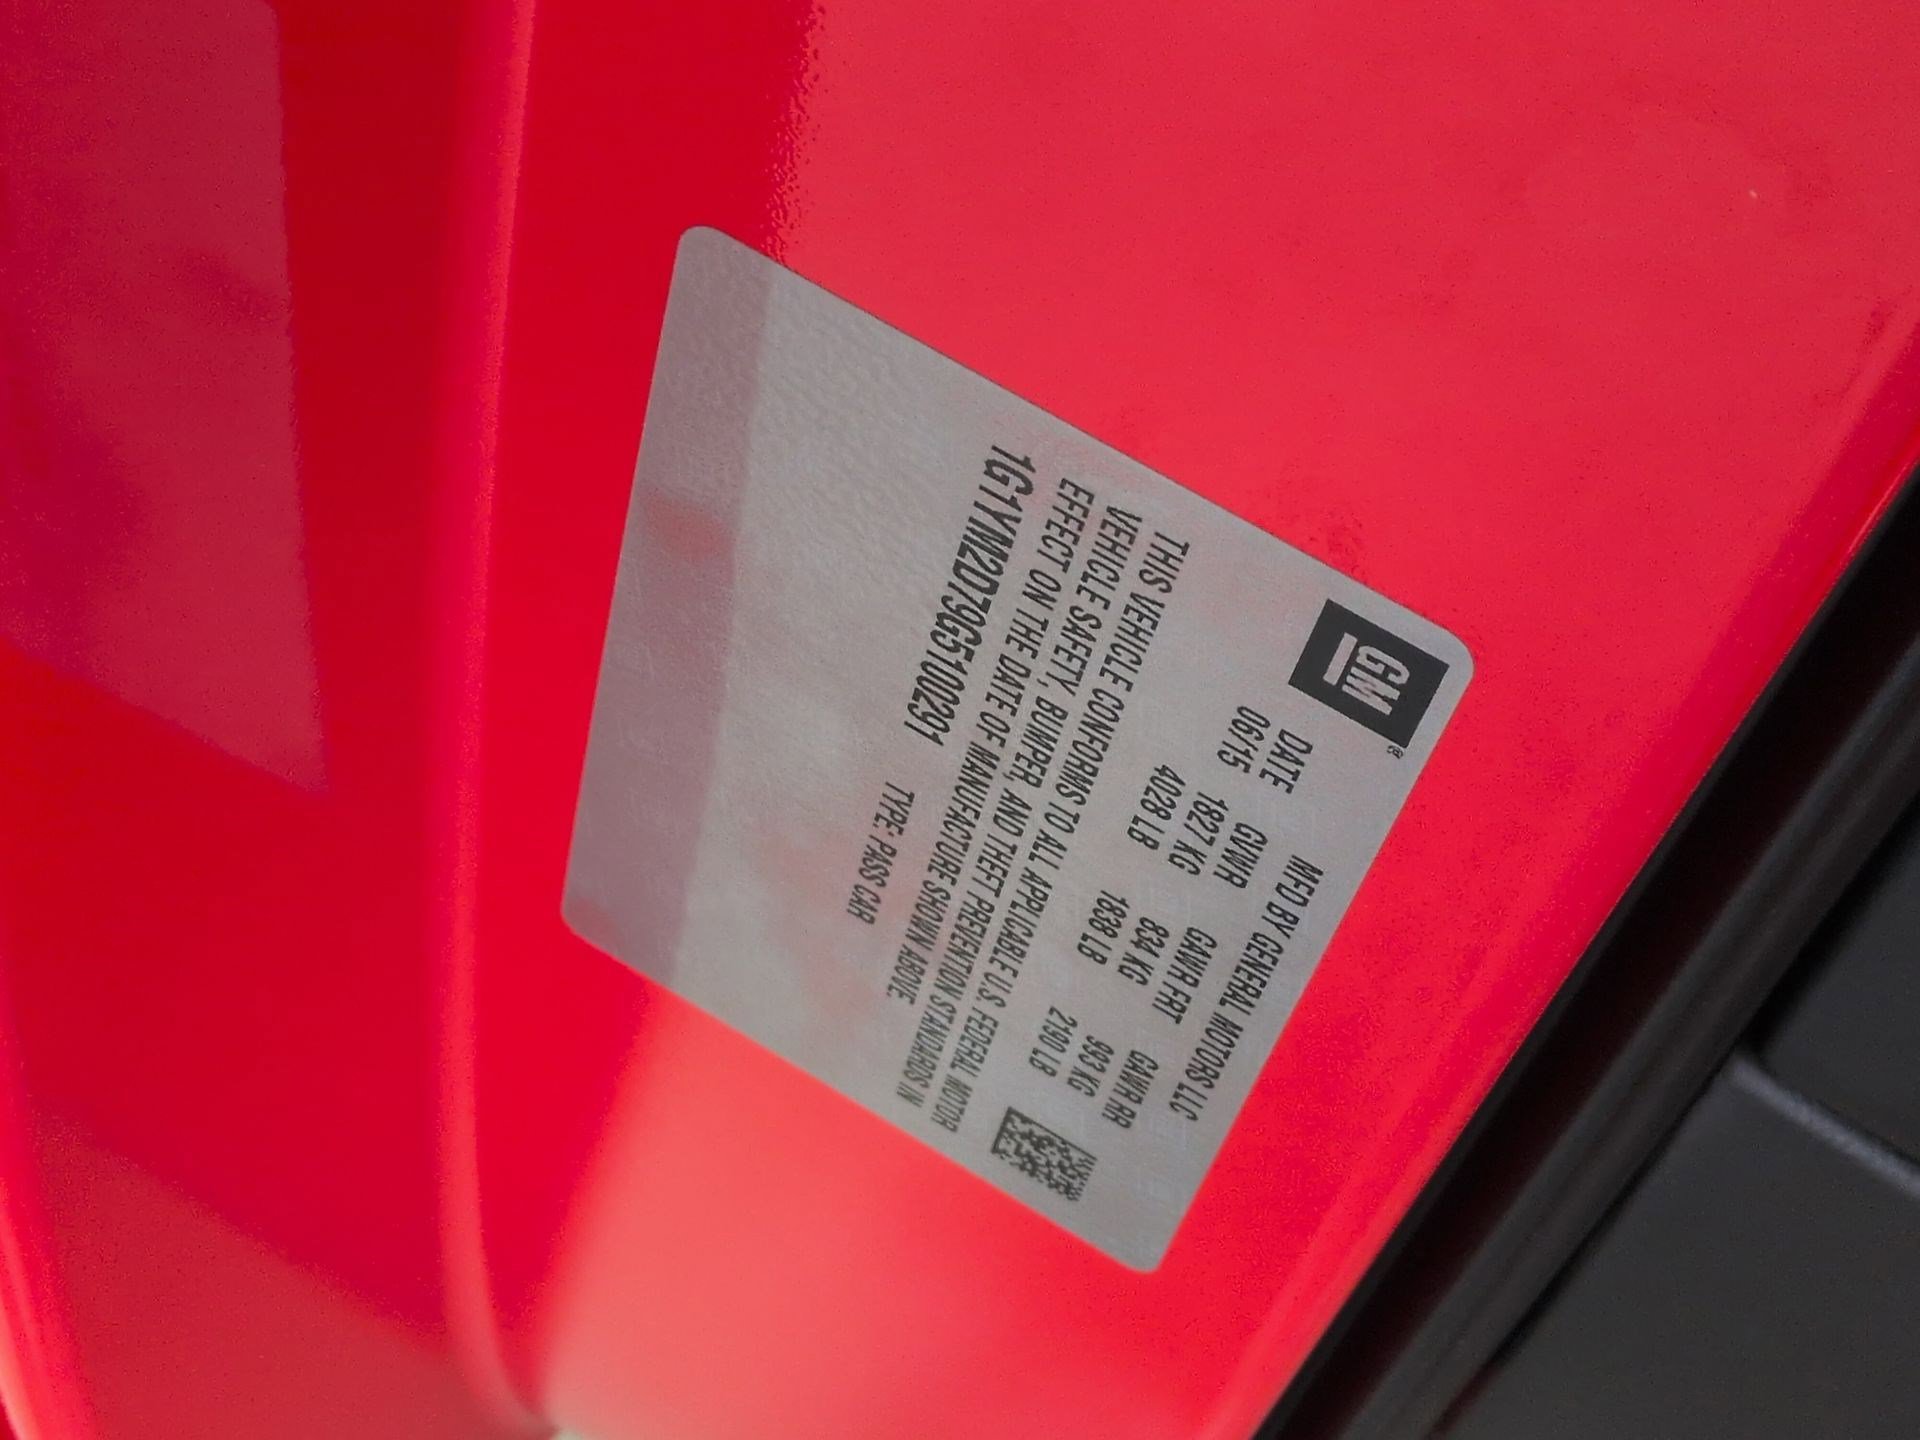 GM ®
MFD BY GENERAL MOTORS LLC
DATE GVWR GAWR FRT GAWR RR
06/15 1827 KG 834 KG 993 KG
4028 LB 1838 LB 2190 LB
THIS VEHICLE CONFORMS TO ALL APPLICABLE U.S. FEDERAL MOTOR
VEHICLE SAFETY, BUMPER, AND THEFT PREVENTION STANDARDS IN
EFFECT ON THE DATE OF MANUFACTURE SHOWN ABOVE.
1G1YM2D79G5100291 TYPE: PASS CAR